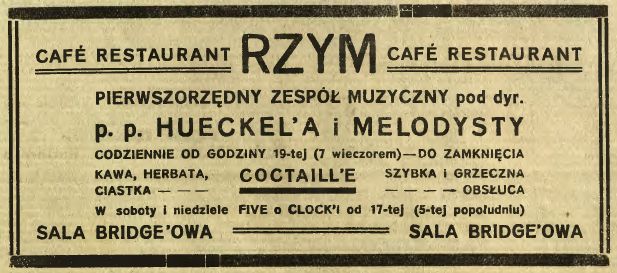 CAFÉ RESTAURANT RZYM CAFÉ RESTAURANT
PIERWSZORZĘDNY ZESPÓŁ MUZYCZNY pod dyr.
p. p. HUECKEL'A i MELODYSTY
CODZIENNIE OD GODZINY 19-tej (7 wieczorem)—DO ZAMKNIĘCIA
KAWA, HERBATA, COCTAILL'E SZYBKA i GRZECZNA
CIASTKA — — — — — — — OBSŁUCA
W soboty i niedziele FIVE o CLOCK'i od 17-tej (5-tej popołudniu)
SALA BRIDGE'OWA SALA BRIDGE'OWA